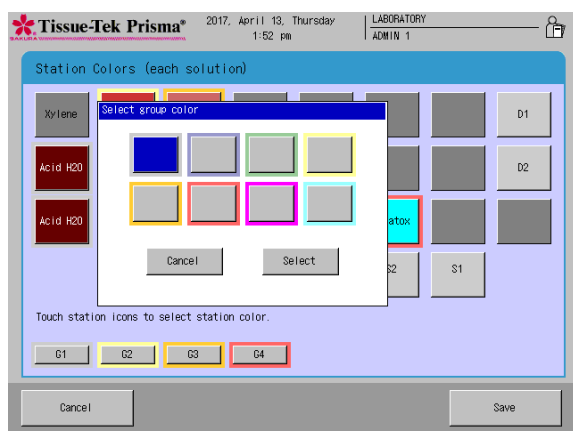 Tissue-Tek Prisma®
SAKURA
2017, April 13, Thursday
1:52 pm
LABORATORY
ADMIN 1
Station Colors (each solution)
Xylene
Select group color
D1
Acid H2O
D2
Acid H2O
atox
Cancel
Select
S2
S1
Touch station icons to select station color.
G1
G2
G3
G4
Cancel
Save